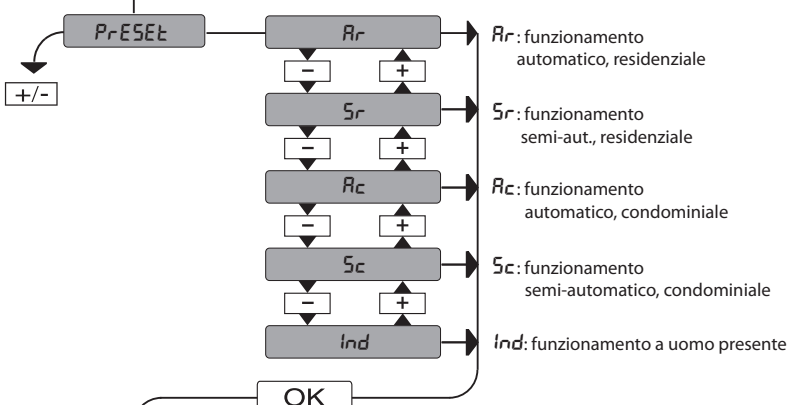 PrESEt
Ar
Ar: funzionamento
automatico, residenziale
- +
+/-
Sr
Sr: funzionamento
semi-aut., residenziale
- +
Ac
Ac: funzionamento
automatico, condominiale
- +
Sc
Sc: funzionamento
semi-automatico, condominiale
- +
Ind
Ind: funzionamento a uomo presente
OK